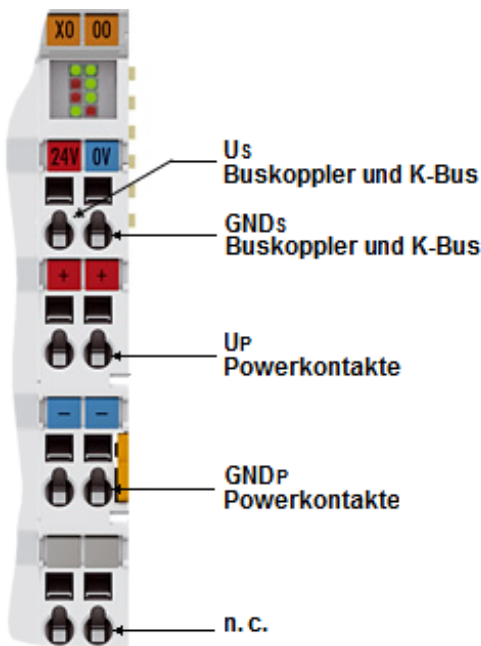 X0 00
24V 0V
Us
Buskoppler und K-Bus
GNDs
Buskoppler und K-Bus
+ +
UP
Powerkontakte
– –
GNDP
Powerkontakte
n.c.